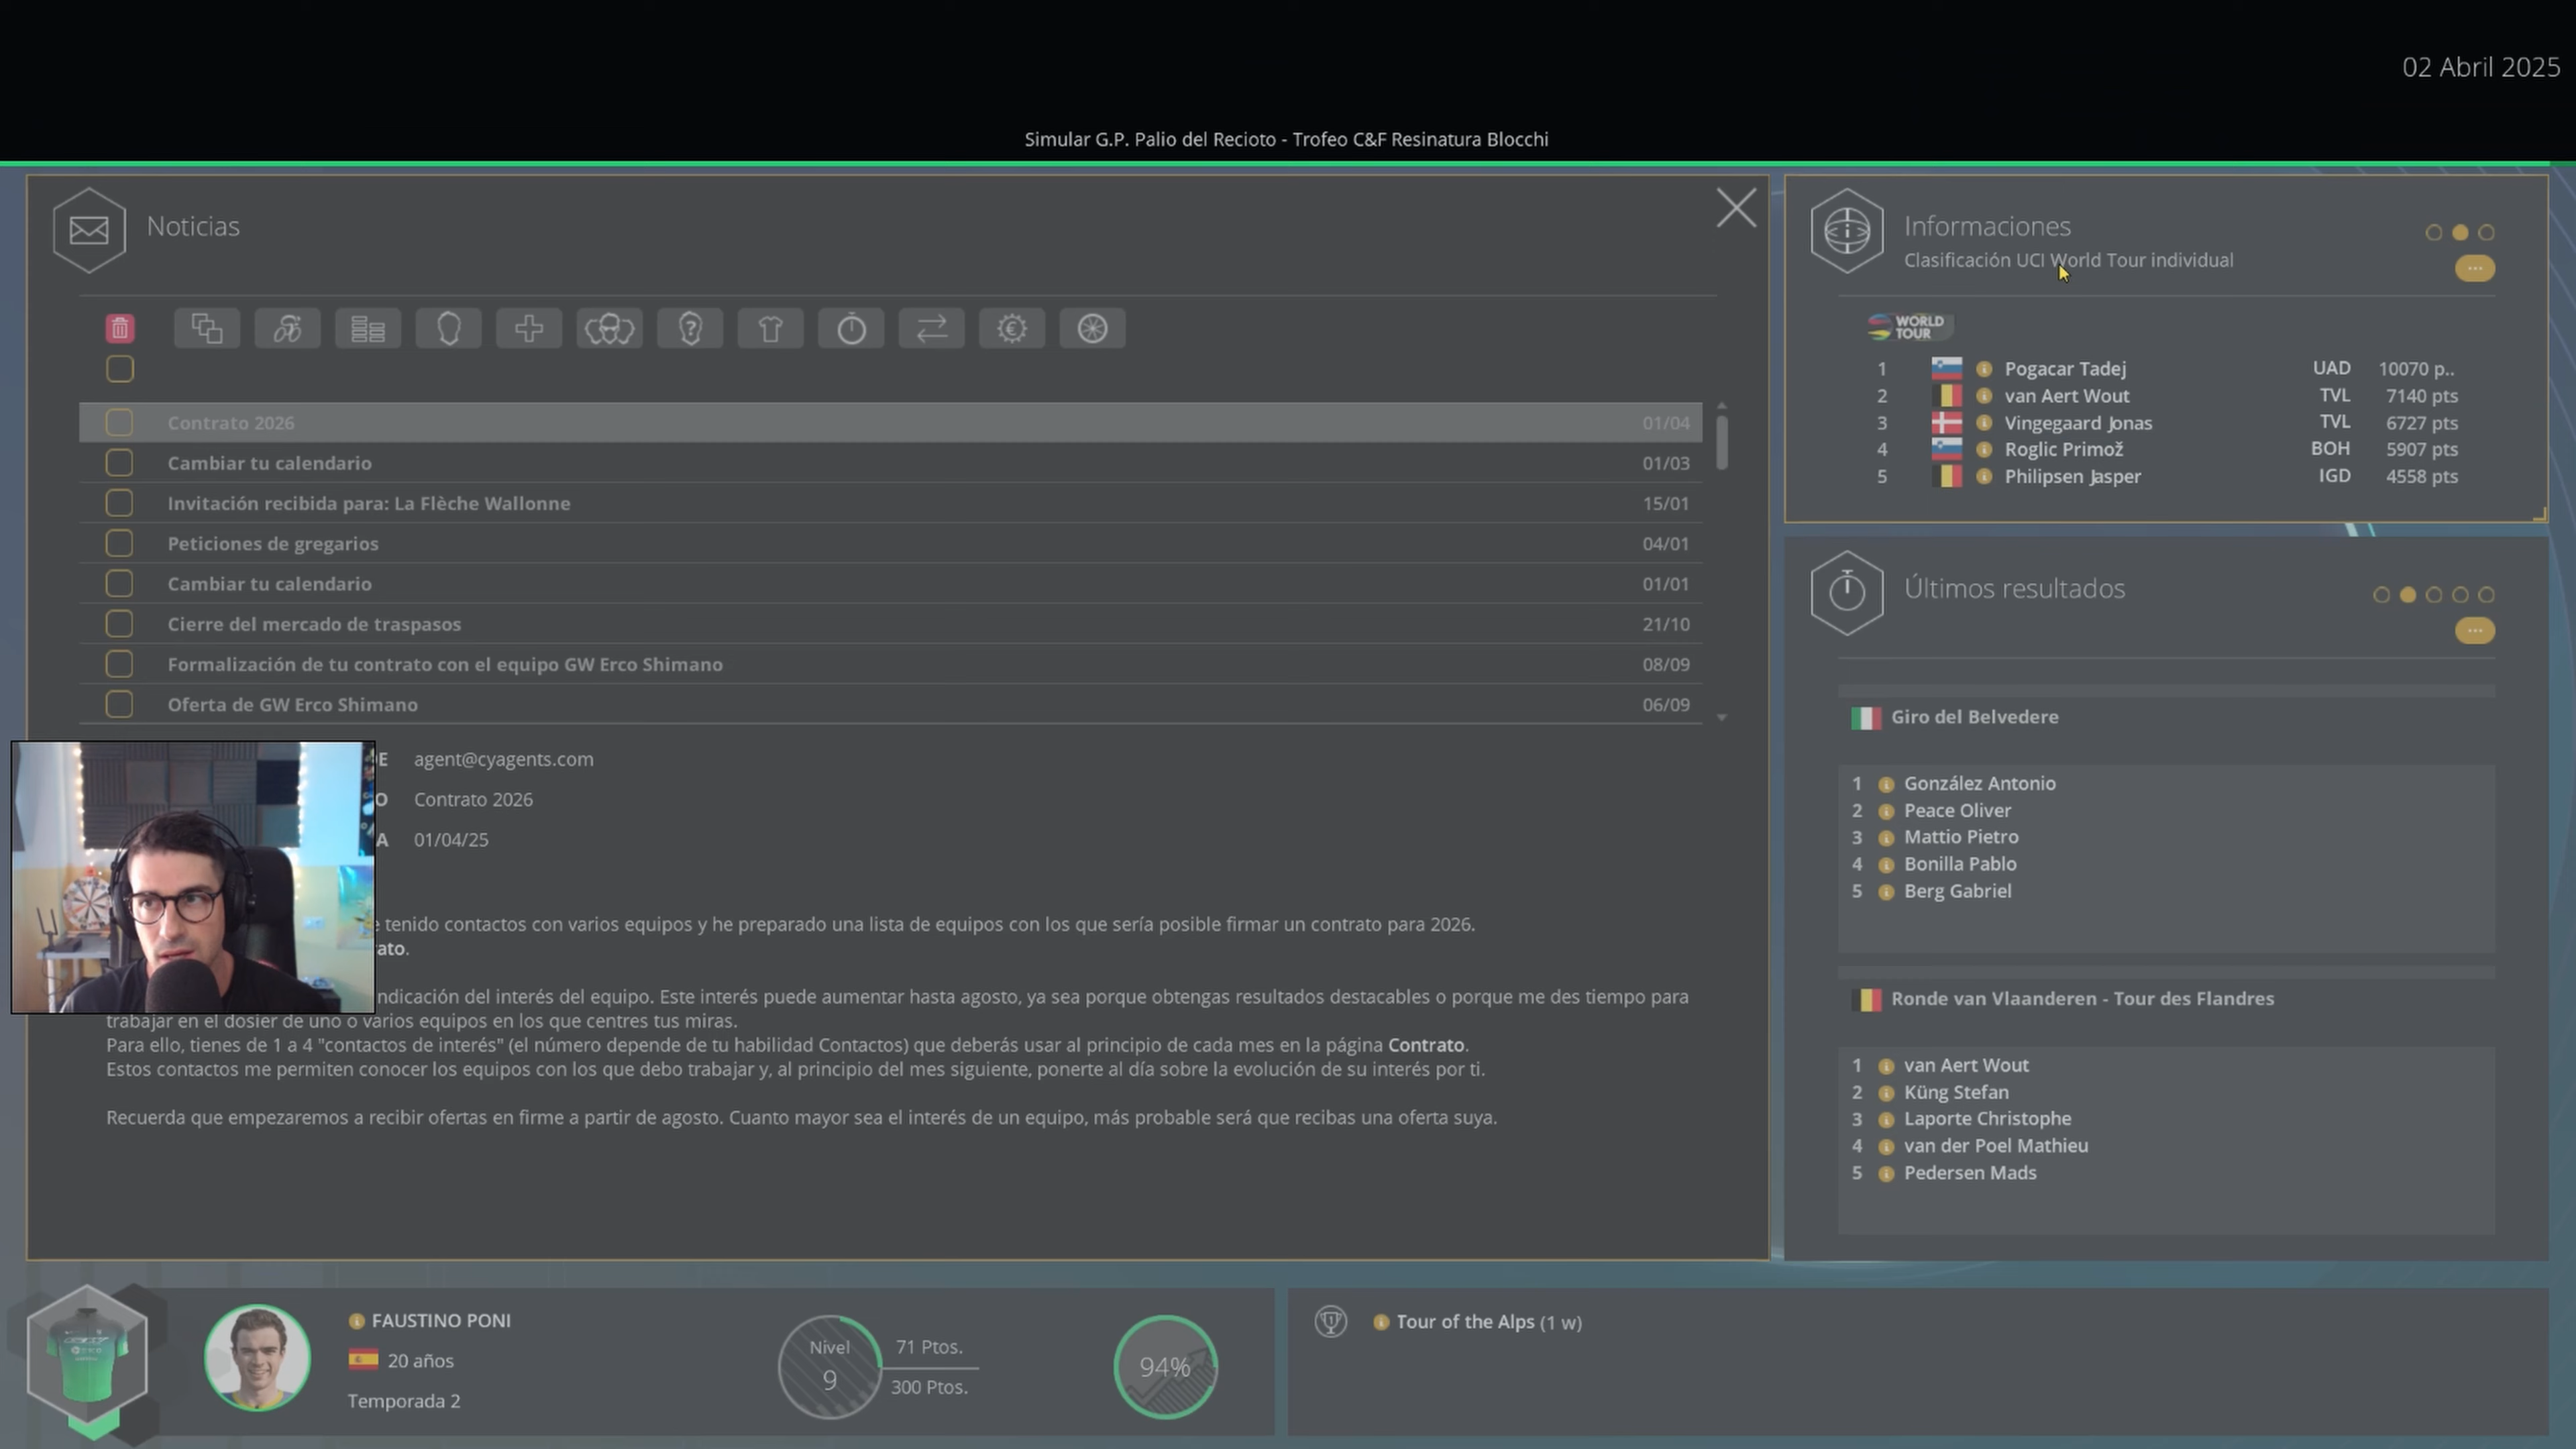 02 Abril 2025
Simular G.P. Palio del Recioto - Trofeo C&F Resinatura Blocchi
Noticias
Contrato 2026 01/04
Cambiar tu calendario 01/03
Invitación recibida para: La Flèche Wallonne 15/01
Peticiones de gregarios 04/01
Cambiar tu calendario 01/01
Cierre del mercado de traspasos 21/10
Formalización de tu contrato con el equipo GW Erco Shimano 08/09
Oferta de GW Erco Shimano 06/09
E agent@cyagents.com
O Contrato 2026
A 01/04/25
e tenido contactos con varios equipos y he preparado una lista de equipos con los que sería posible firmar un contrato para 2026.
ato.
ndicación del interés del equipo. Este interés puede aumentar hasta agosto, ya sea porque obtengas resultados destacables o porque me des tiempo para
trabajar en el dosier de uno o varios equipos en los que centres tus miras.
Para ello, tienes de 1 a 4 "contactos de interés" (el número depende de tu habilidad Contactos) que deberás usar al principio de cada mes en la página Contrato.
Estos contactos me permiten conocer los equipos con los que debo trabajar y, al principio del mes siguiente, ponerte al día sobre la evolución de su interés por ti.
Recuerda que empezaremos a recibir ofertas en firme a partir de agosto. Cuanto mayor sea el interés de un equipo, más probable será que recibas una oferta suya.
Informaciones
Clasificación UCI World Tour individual
WORLD
TOUR
1 Pogacar Tadej UAD 10070 p..
2 van Aert Wout TVL 7140 pts
3 Vingegaard Jonas TVL 6727 pts
4 Roglic Primož BOH 5907 pts
5 Philipsen Jasper IGD 4558 pts
Últimos resultados
Giro del Belvedere
1 González Antonio
2 Peace Oliver
3 Mattio Pietro
4 Bonilla Pablo
5 Berg Gabriel
Ronde van Vlaanderen - Tour des Flandres
1 van Aert Wout
2 Küng Stefan
3 Laporte Christophe
4 van der Poel Mathieu
5 Pedersen Mads
FAUSTINO PONI
20 años
Temporada 2
Nivel
9
71 Ptos.
300 Ptos.
94%
Tour of the Alps (1 w)